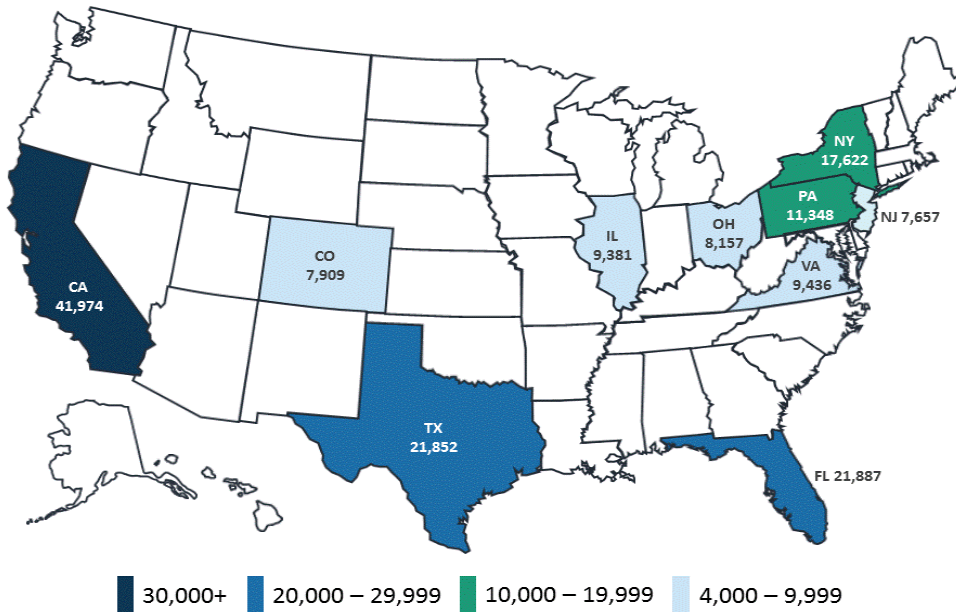 NY
17,622
PA
11,348
NJ 7,657
IL
9,381
OH
8,157
CO
7,909
VA
9,436
CA
41,974
TX
21,852
FL 21,887
30,000+
20,000 – 29,999
10,000 – 19,999
4,000 – 9,999